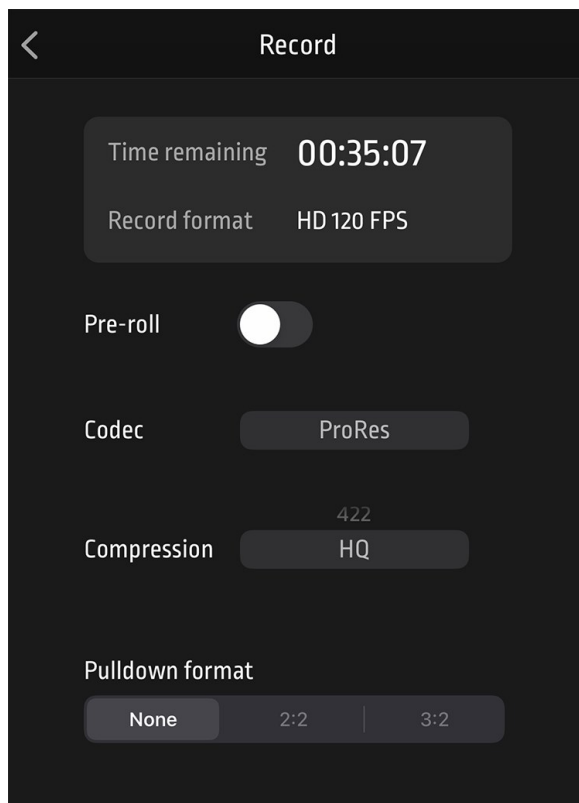 Record
Time remaining 00:35:07
Record format HD 120 FPS
Pre-roll
Codec ProRes
422
Compression HQ
Pulldown format
None 2:2 3:2